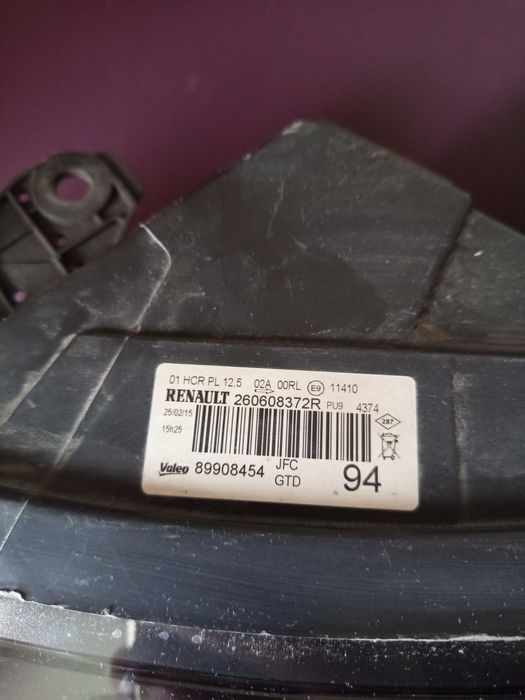 01 HCR PL 12,5 02A 00RL E9 11410
RENAULT 260608372R PU9 4374
25/02/15
15h25
287
Valeo 89908454 JFC
GTD 94